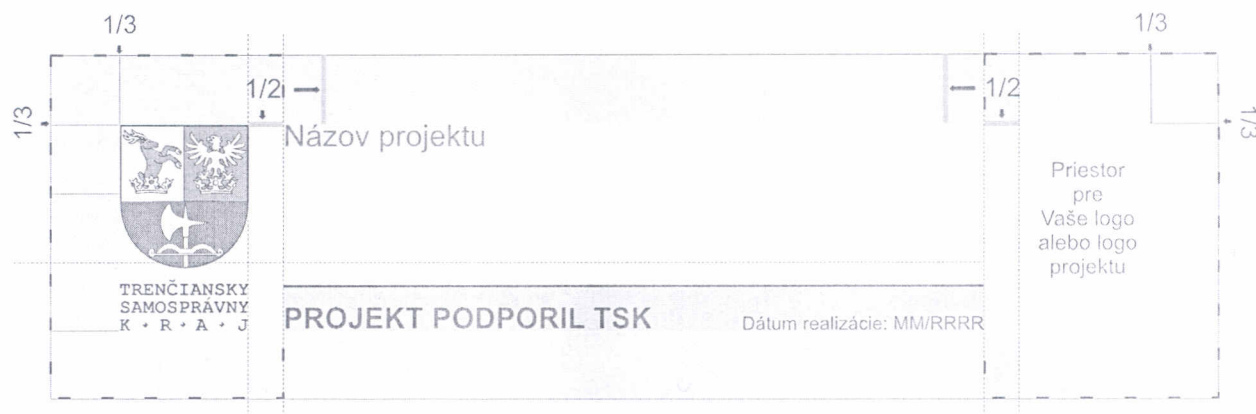 1/3
1/3
1/2
1/2
1/3
1/3
Názov projektu
Priestor
pre
Vaše logo
alebo logo
projektu
TRENČIANSKY
SAMOSPRÁVNY
K · R · A · J
PROJEKT PODPORIL TSK
Dátum realizácie: MM/RRRR